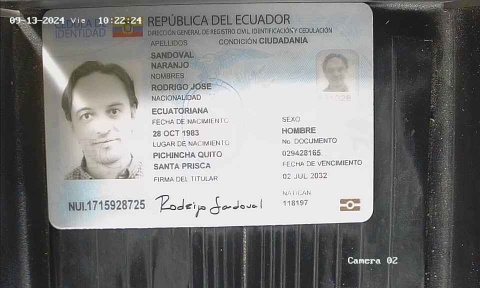 09-13-2024 Vie 10:22:24
CÉDULA DE
IDENTIDAD
REPÚBLICA DEL ECUADOR
DIRECCIÓN GENERAL DE REGISTRO CIVIL, IDENTIFICACIÓN Y CEDULACIÓN
APELLIDOS
CONDICIÓN CIUDADANÍA
SANDOVAL
NARANJO
NOMBRES
RODRIGO JOSE
NACIONALIDAD
ECUATORIANA
FECHA DE NACIMIENTO
28 OCT 1983
LUGAR DE NACIMIENTO
PICHINCHA QUITO
SANTA PRISCA
FIRMA DEL TITULAR
SEXO
HOMBRE
No. DOCUMENTO
029428165
FECHA DE VENCIMIENTO
02 JUL 2032
NAT/CAN
118197
NUI.1715928725
Rodrigo Sandoval
Camera 02